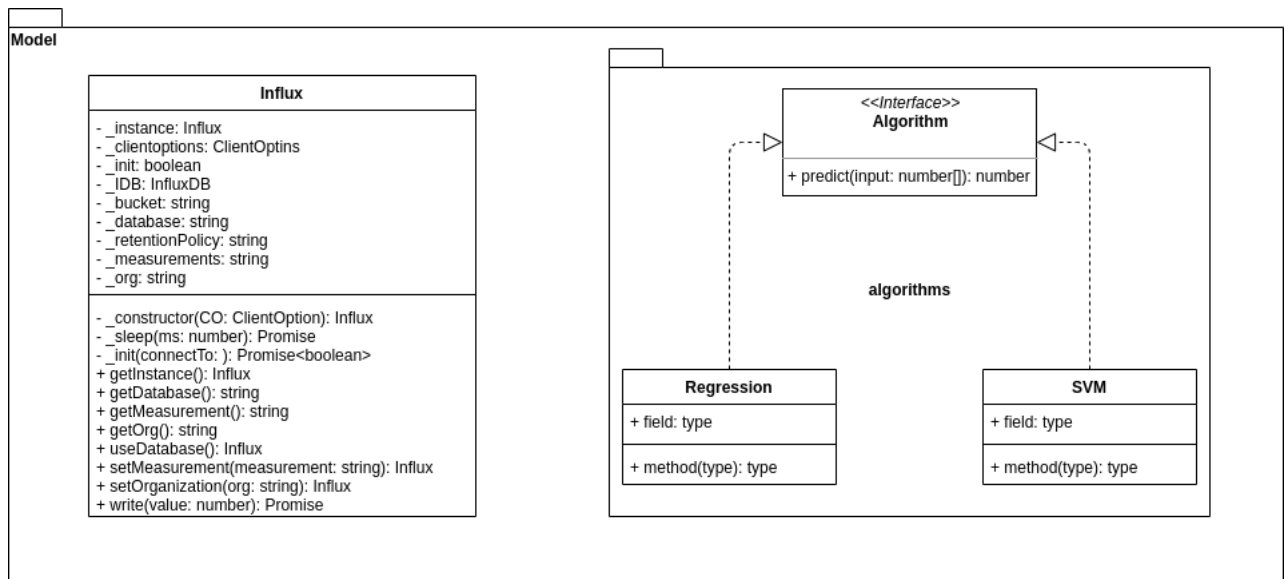 Model
Influx
- _instance: Influx
- _clientoptions: ClientOptins
- _init: boolean
- _IDB: InfluxDB
- _bucket: string
- _database: string
- _retentionPolicy: string
- _measurements: string
- _org: string
- _constructor(CO: ClientOption): Influx
- _sleep(ms: number): Promise
- _init(connectTo: ): Promise<boolean>
+ getInstance(): Influx
+ getDatabase(): string
+ getMeasurement(): string
+ getOrg(): string
+ useDatabase(): Influx
+ setMeasurement(measurement: string): Influx
+ setOrganization(org: string): Influx
+ write(value: number): Promise
<<Interface>>
Algorithm
+ predict(input: number[]): number
algorithms
Regression
+ field: type
+ method(type): type
SVM
+ field: type
+ method(type): type